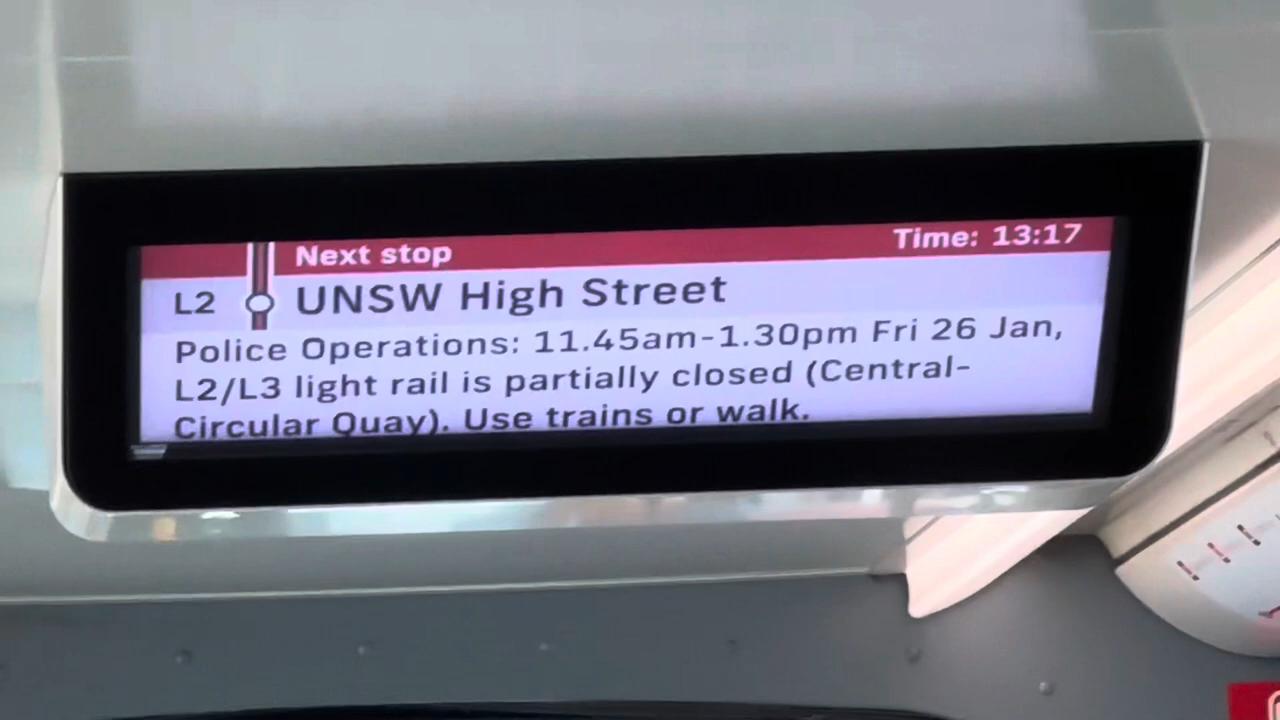 Next stop Time: 13:17
L2 UNSW High Street
Police Operations: 11.45am-1.30pm Fri 26 Jan,
L2/L3 light rail is partially closed (Central-
Circular Quay). Use trains or walk.